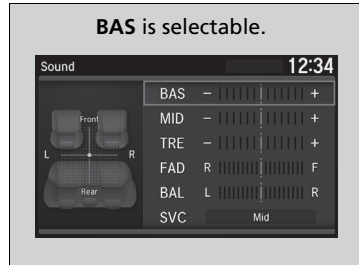 BAS is selectable.
Sound 12:34
BAS − +
MID − +
TRE − +
FAD R F
BAL L R
SVC Mid
Front
L R
Rear